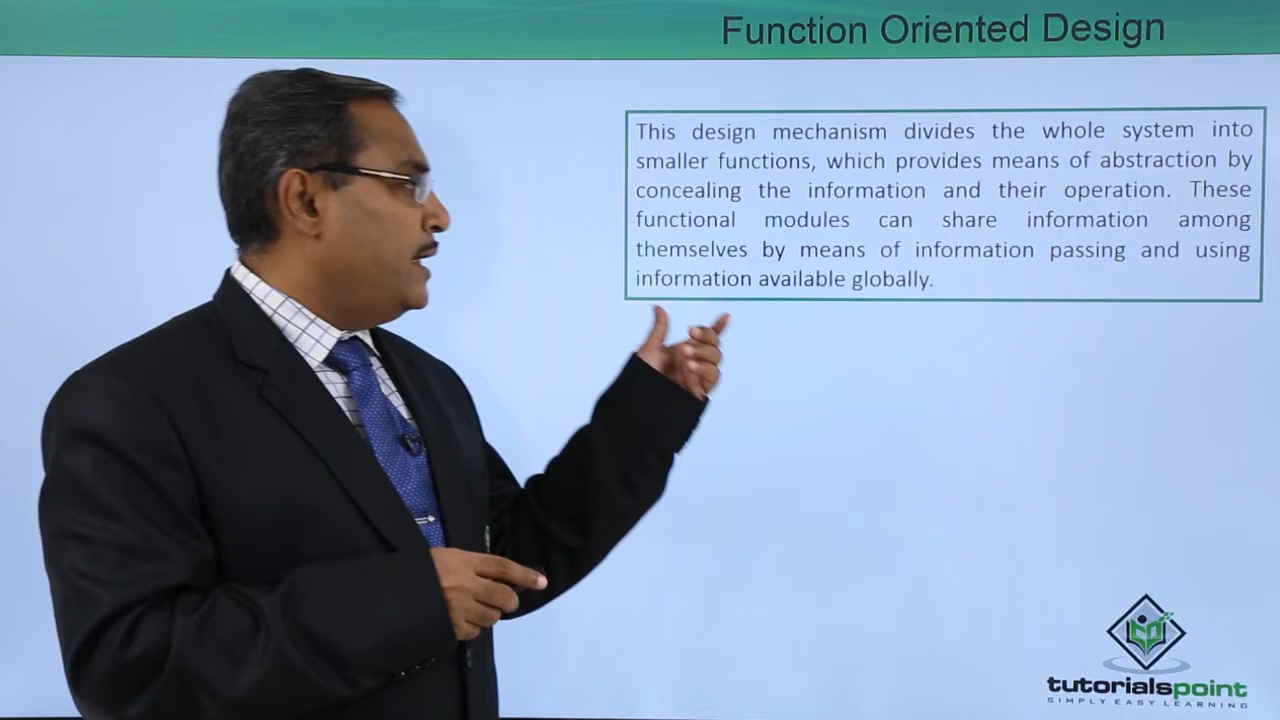 Function Oriented Design
This design mechanism divides the whole system into
smaller functions, which provides means of abstraction by
concealing the information and their operation. These
functional modules can share information among
themselves by means of information passing and using
information available globally.
tutorialspoint
SIMPLY EASY LEARNING